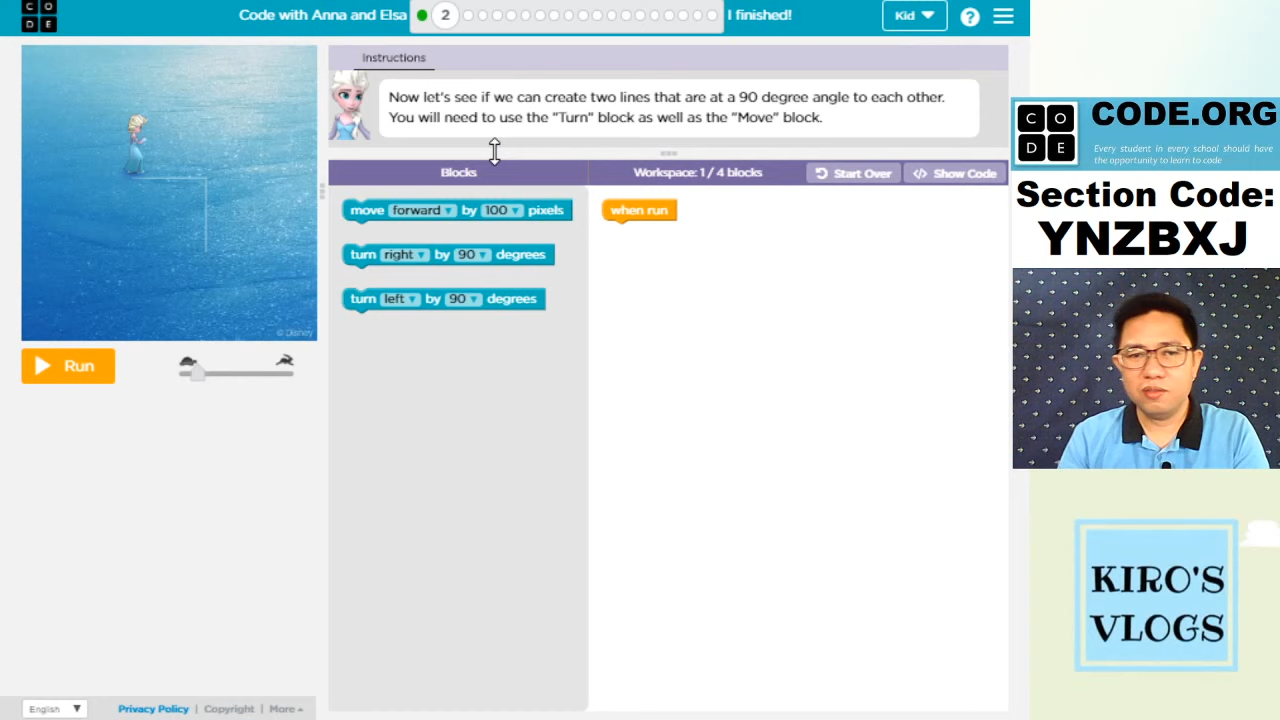 C O
D E
Code with Anna and Elsa
2
I finished!
Kid
?
Instructions
Now let's see if we can create two lines that are at a 90 degree angle to each other.
You will need to use the "Turn" block as well as the "Move" block.
Blocks
Workspace: 1 / 4 blocks
Start Over
</> Show Code
move forward by 100 pixels
turn right by 90 degrees
turn left by 90 degrees
when run
© Disney
Run
English
Privacy Policy | Copyright | More
C O
D E
CODE.ORG
Every student in every school should have
the opportunity to learn to code
Section Code:
YNZBXJ
KIRO'S
VLOGS